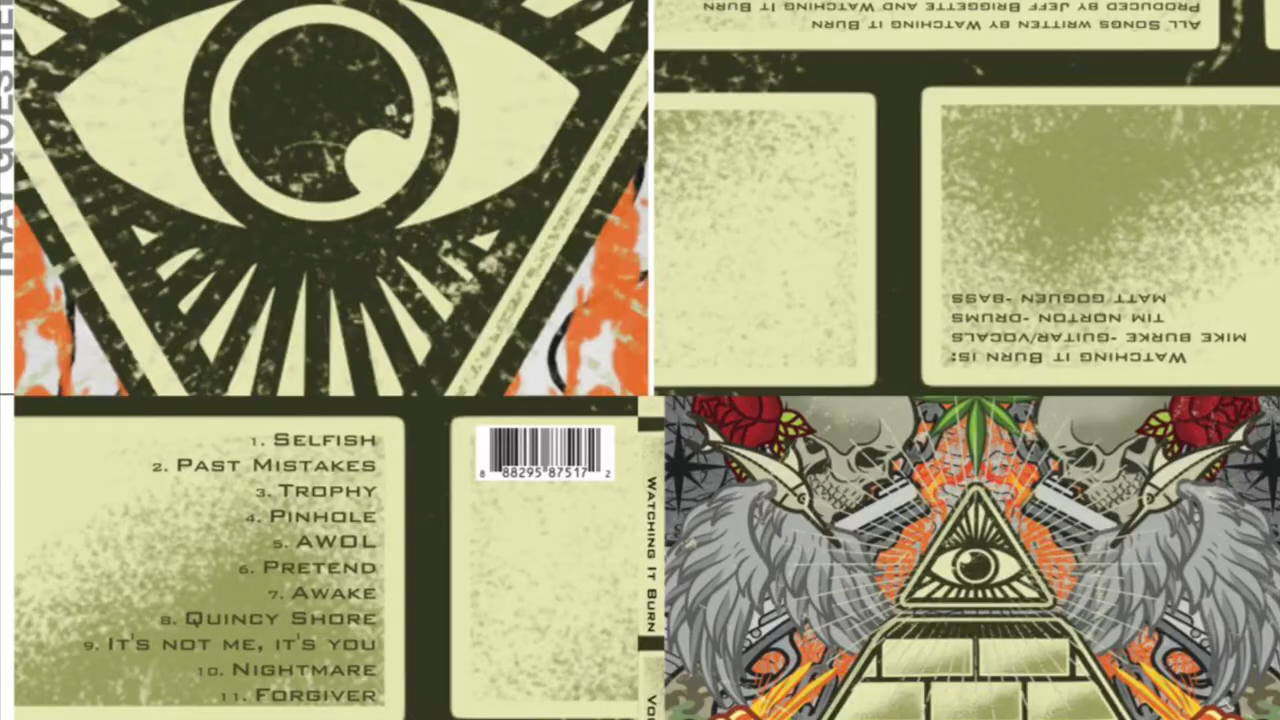 TRAY GOES HE
Produced by Jeff Briggette and Watching It Burn
All Songs written by Watching it Burn
Matt Goguen -Bass
Tim Norton -Drums
Mike Burke -Guitar/Vocals
Watching it Burn is:
1. Selfish
2. Past Mistakes
3. Trophy
4. Pinhole
5. AWOL
6. Pretend
7. Awake
8. Quincy Shore
9. It's not me, it's you
10. Nightmare
11. Forgiver
8 88295 87517 2
Watching It Burn